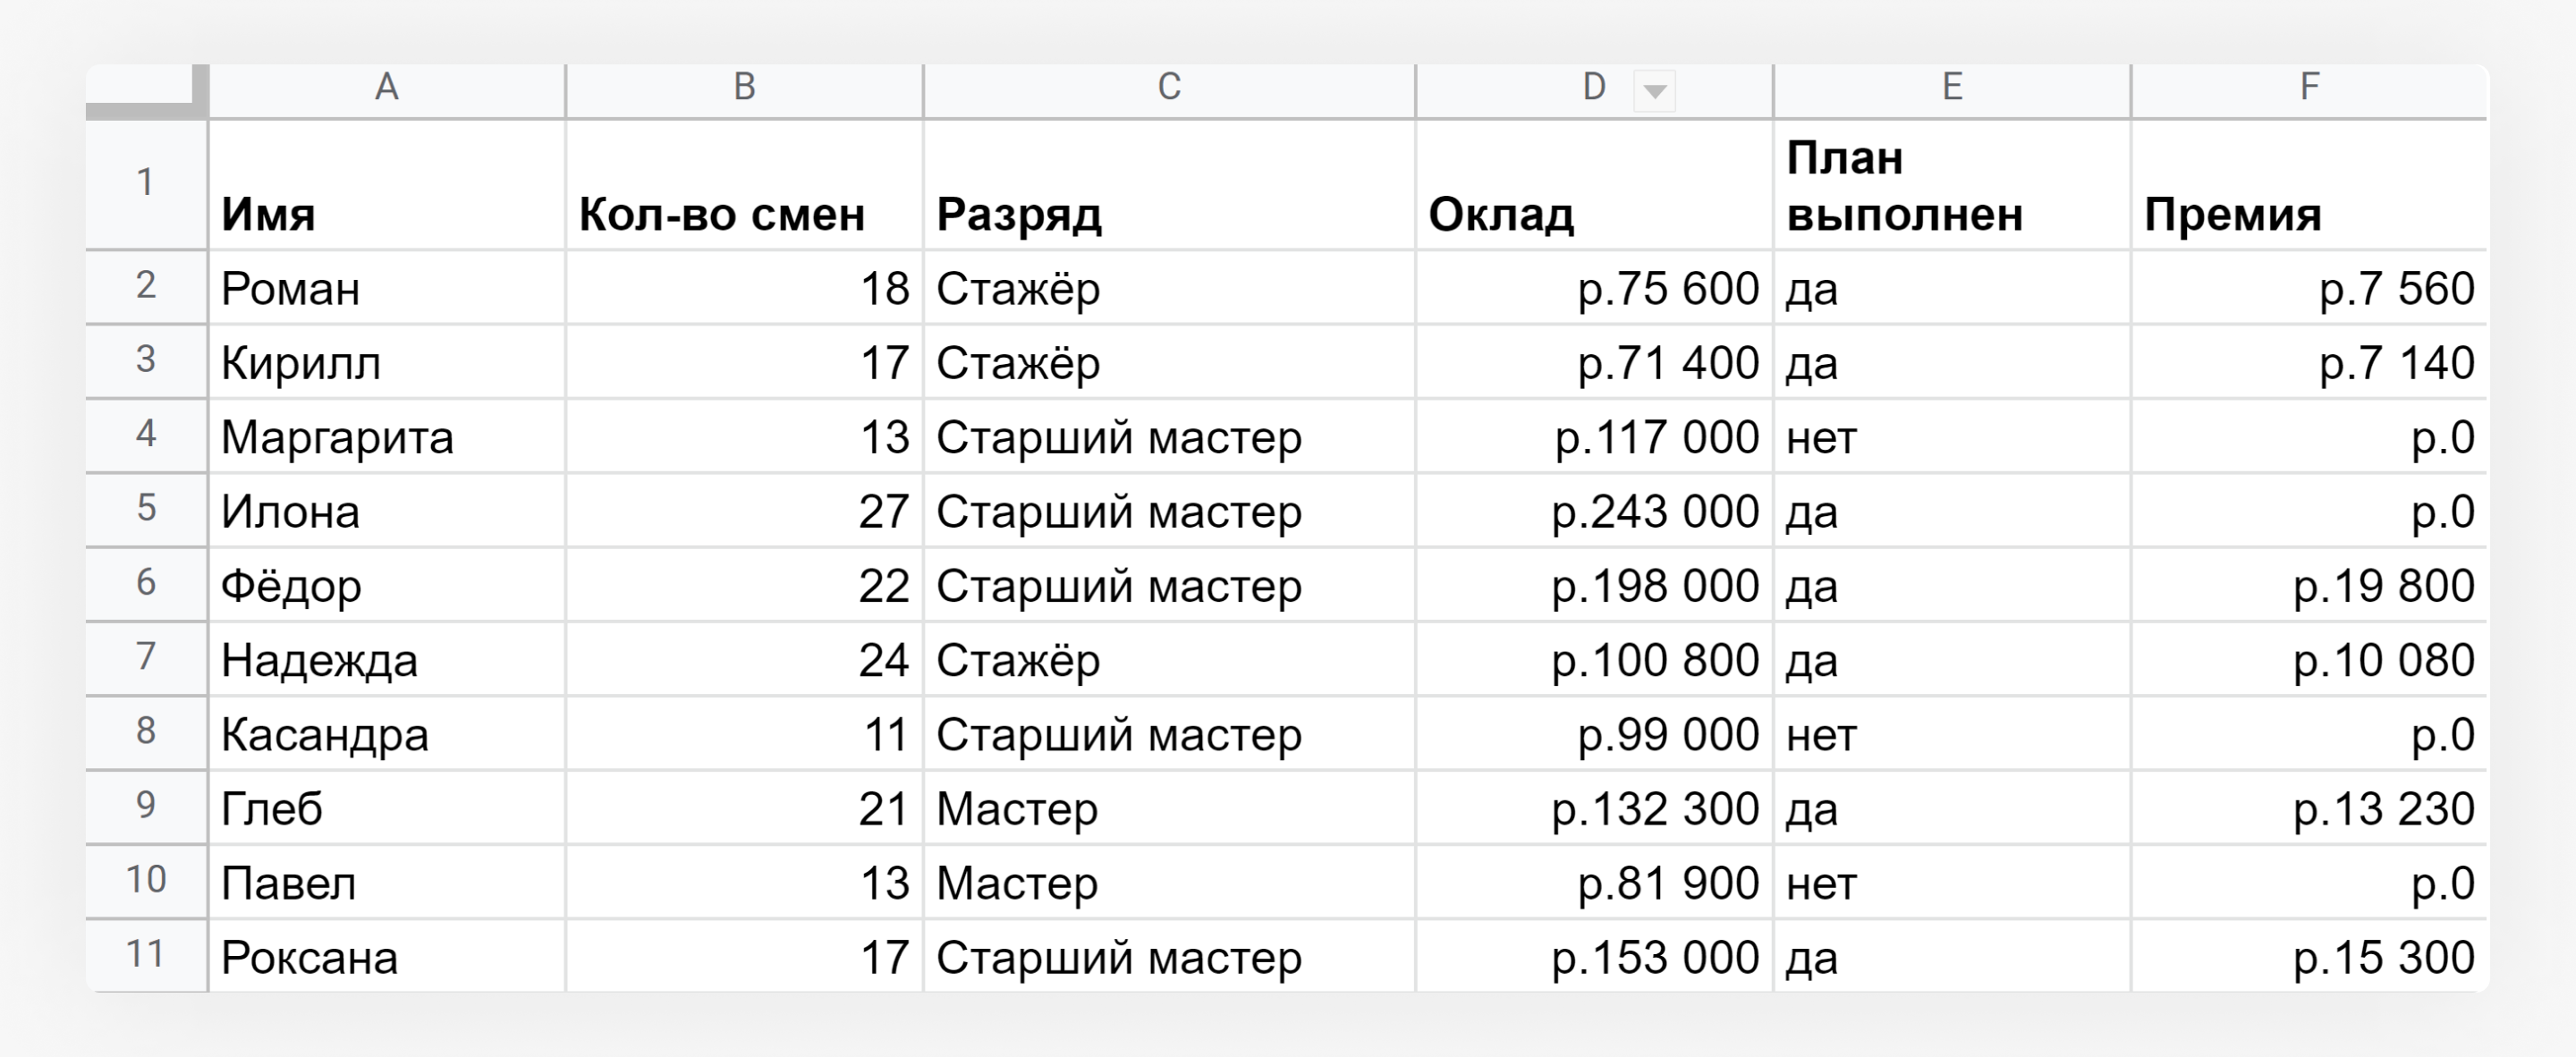 A B C D E F
1 Имя Кол-во смен Разряд Оклад План выполнен Премия
2 Роман 18 Стажёр р.75 600 да р.7 560
3 Кирилл 17 Стажёр р.71 400 да р.7 140
4 Маргарита 13 Старший мастер р.117 000 нет р.0
5 Илона 27 Старший мастер р.243 000 да р.0
6 Фёдор 22 Старший мастер р.198 000 да р.19 800
7 Надежда 24 Стажёр р.100 800 да р.10 080
8 Касандра 11 Старший мастер р.99 000 нет р.0
9 Глеб 21 Мастер р.132 300 да р.13 230
10 Павел 13 Мастер р.81 900 нет р.0
11 Роксана 17 Старший мастер р.153 000 да р.15 300